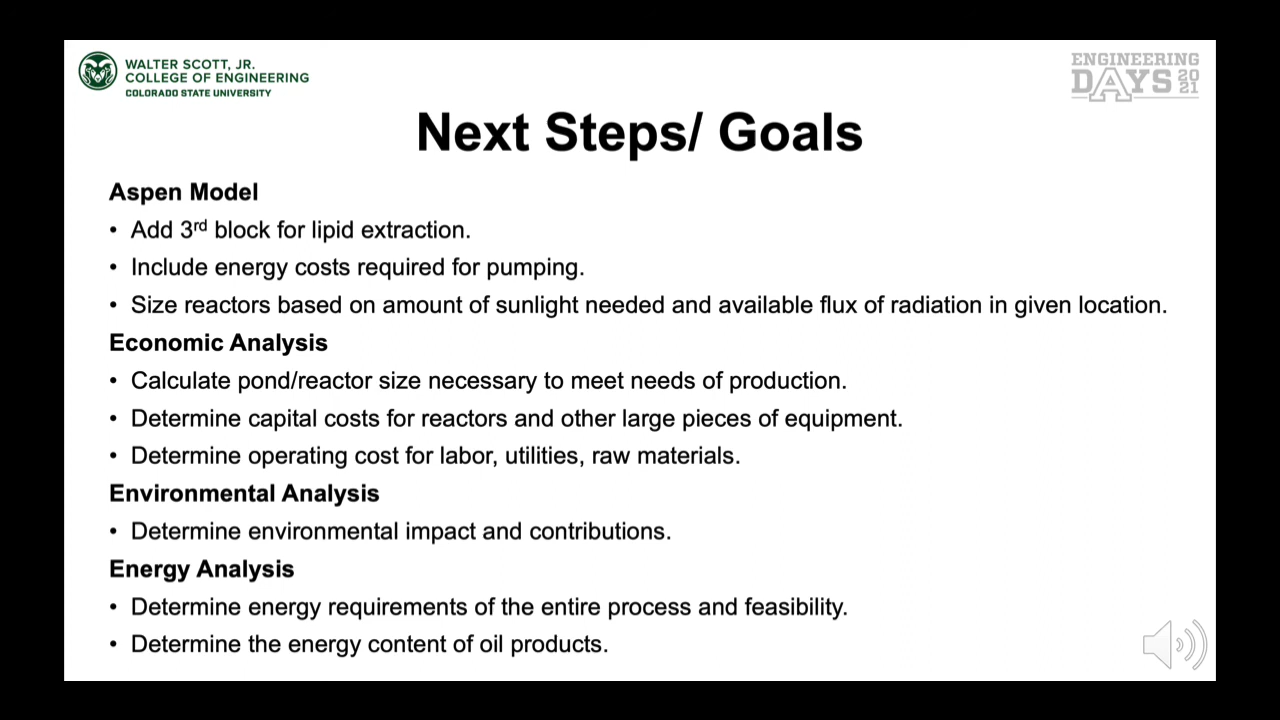 WALTER SCOTT, JR.
COLLEGE OF ENGINEERING
COLORADO STATE UNIVERSITY
ENGINEERING
DAYS 2021
Next Steps/ Goals
Aspen Model
• Add 3rd block for lipid extraction.
• Include energy costs required for pumping.
• Size reactors based on amount of sunlight needed and available flux of radiation in given location.
Economic Analysis
• Calculate pond/reactor size necessary to meet needs of production.
• Determine capital costs for reactors and other large pieces of equipment.
• Determine operating cost for labor, utilities, raw materials.
Environmental Analysis
• Determine environmental impact and contributions.
Energy Analysis
• Determine energy requirements of the entire process and feasibility.
• Determine the energy content of oil products.